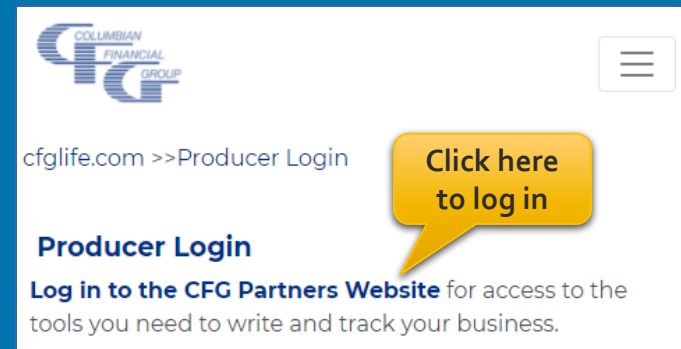 COLUMBIAN
FINANCIAL
GROUP
cfglife.com >>Producer Login
Click here
to log in
Producer Login
Log in to the CFG Partners Website for access to the
tools you need to write and track your business.